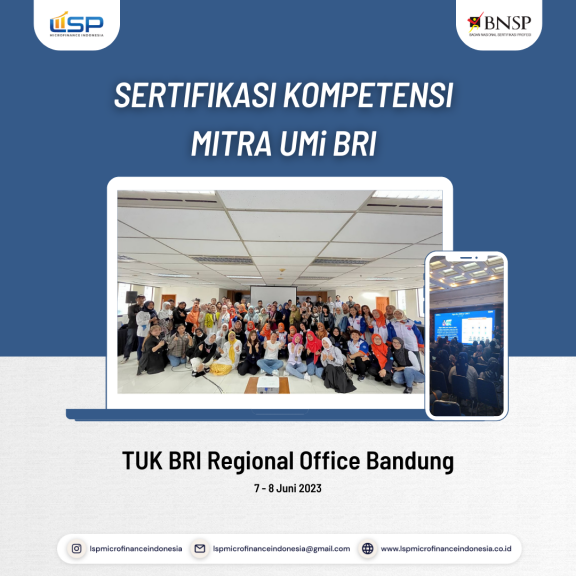 LSP
MICROFINANCE INDONESIA
BNSP
BADAN NASIONAL SERTIFIKASI PROFESI
SERTIFIKASI KOMPETENSI
MITRA UMi BRI
TUK BRI Regional Office Bandung
7 - 8 Juni 2023
lspmicrofinanceindonesia
lspmicrofinanceindonesia@gmail.com
www.lspmicrofinanceindonesia.co.id